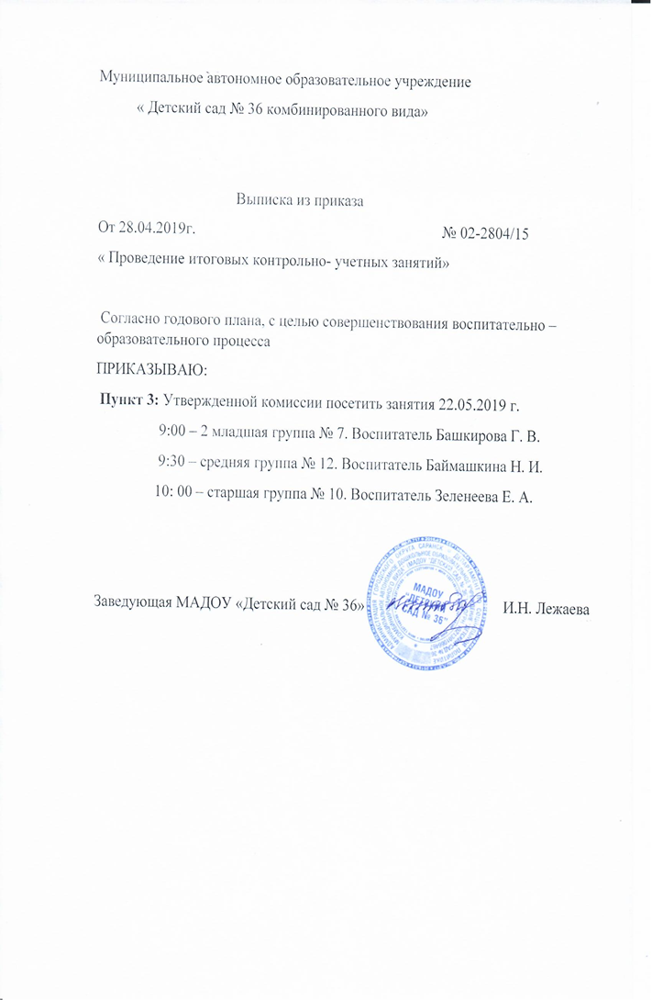 Муниципальное автономное образовательное учреждение
« Детский сад № 36 комбинированного вида»
Выписка из приказа
От 28.04.2019г. № 02-2804/15
« Проведение итоговых контрольно- учетных занятий»
Согласно годового плана, с целью совершенствования воспитательно –
образовательного процесса
ПРИКАЗЫВАЮ:
Пункт 3: Утвержденной комиссии посетить занятия 22.05.2019 г.
9:00 – 2 младшая группа № 7. Воспитатель Башкирова Г. В.
9:30 – средняя группа № 12. Воспитатель Баймашкина Н. И.
10: 00 – старшая группа № 10. Воспитатель Зеленеева Е. А.
Заведующая МАДОУ «Детский сад № 36» И.Н. Лежаева
МАДОУ
"ДЕТСКИЙ
САД № 36"